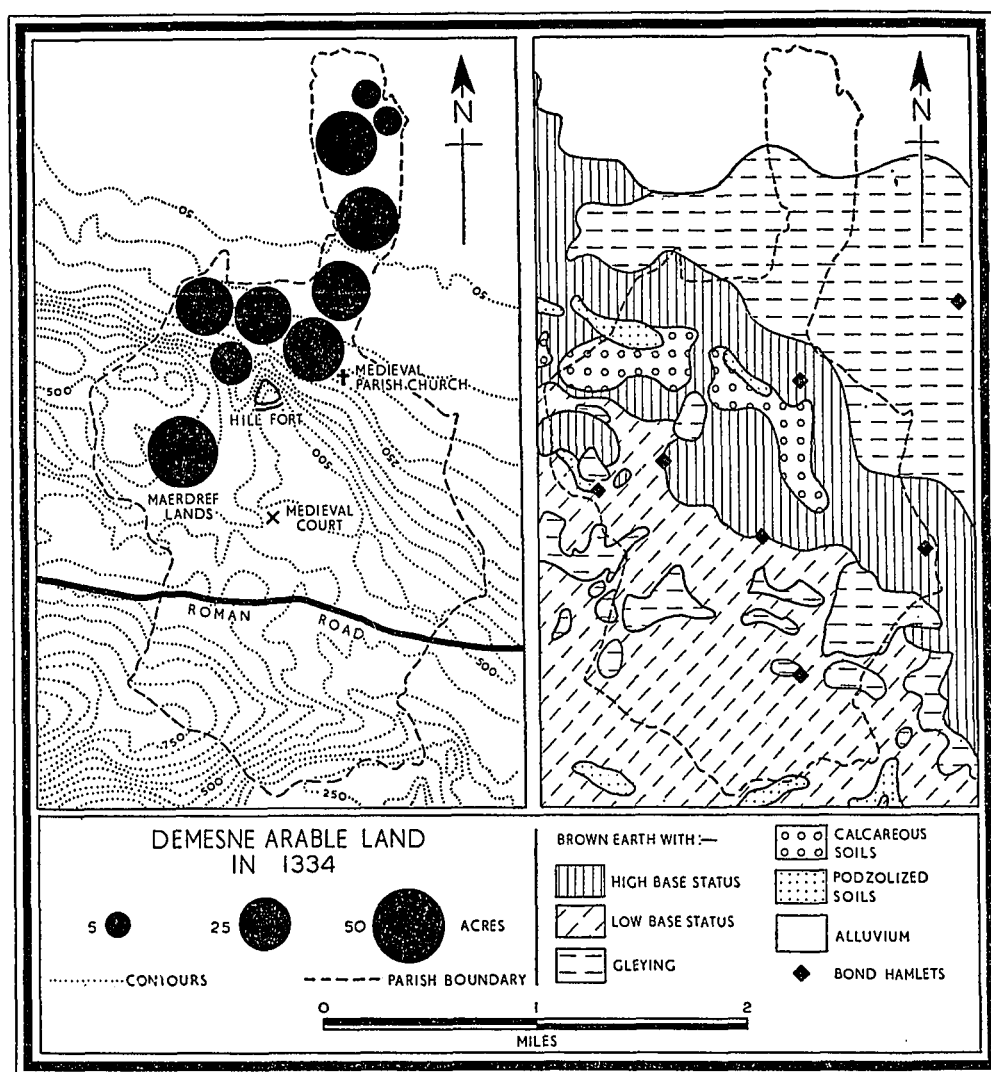 N
50
50
MEDIEVAL
PARISH CHURCH
500
HILL FORT
250
500
MAERDREF
LANDS
MEDIEVAL
COURT
ROMAN ROAD
500
750
500
250
N
DEMESNE ARABLE LAND
IN 1334
5 25 50 ACRES
CONTOURS PARISH BOUNDARY
BROWN EARTH WITH:—
HIGH BASE STATUS
LOW BASE STATUS
GLEYING
CALCAREOUS
SOILS
PODZOLIZED
SOILS
ALLUVIUM
BOND HAMLETS
0 1 2
MILES